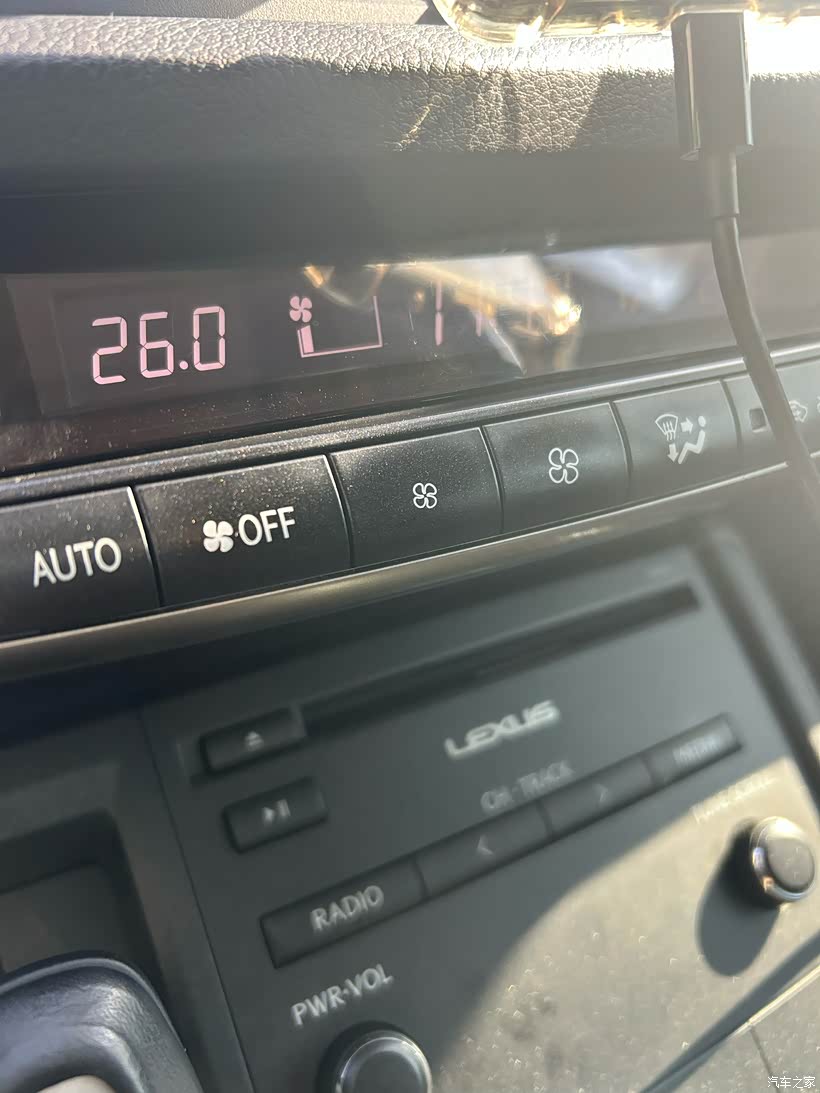 26.0
AUTO
OFF
LEXUS
CH·TRACK
RADIO
PWR·VOL
汽车之家